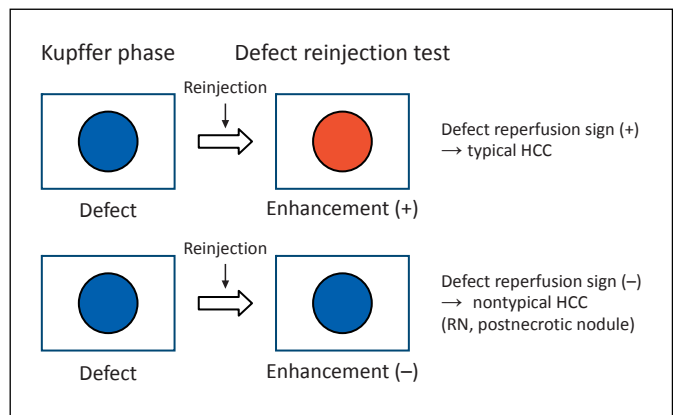 Kupffer phase
Defect reinjection test
Reinjection
Defect
Enhancement (+)
Defect reperfusion sign (+)
→ typical HCC
Reinjection
Defect
Enhancement (–)
Defect reperfusion sign (–)
→ nontypical HCC
(RN, postnecrotic nodule)